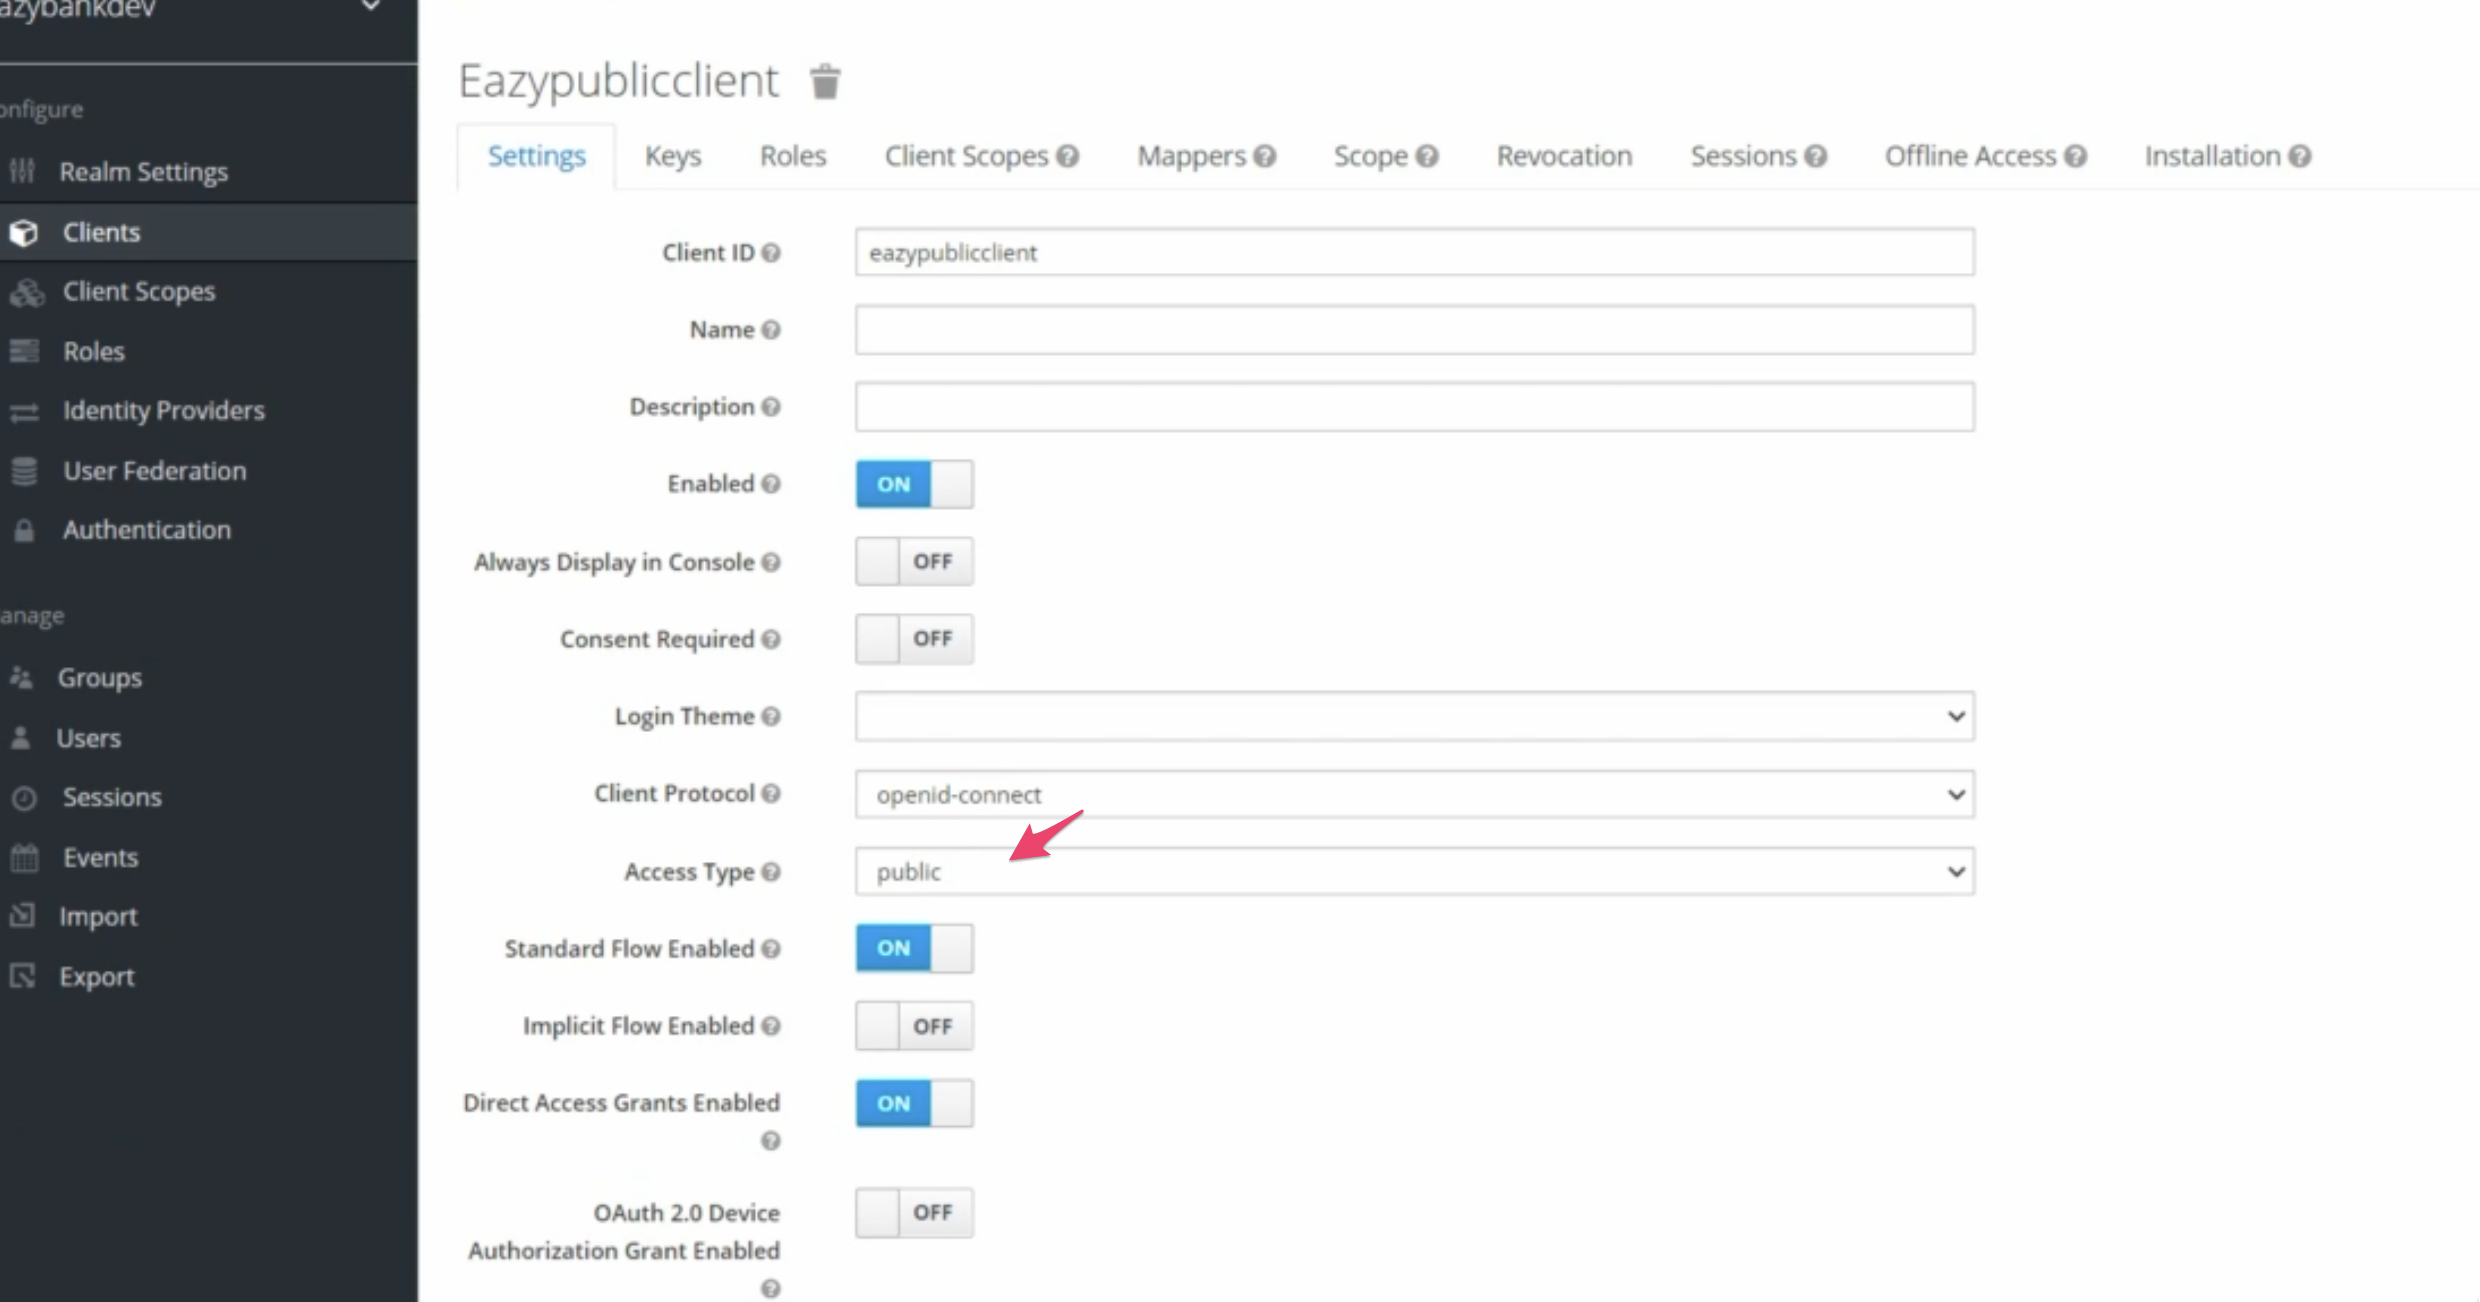 azybankdev
onfigure
Realm Settings
Clients
Client Scopes
Roles
Identity Providers
User Federation
Authentication
anage
Groups
Users
Sessions
Events
Import
Export
Eazypublicclient
Settings Keys Roles Client Scopes Mappers Scope Revocation Sessions Offline Access Installation
Client ID eazypublicclient
Name
Description
Enabled ON
Always Display in Console OFF
Consent Required OFF
Login Theme
Client Protocol openid-connect
Access Type public
Standard Flow Enabled ON
Implicit Flow Enabled OFF
Direct Access Grants Enabled ON
OAuth 2.0 Device OFF
Authorization Grant Enabled